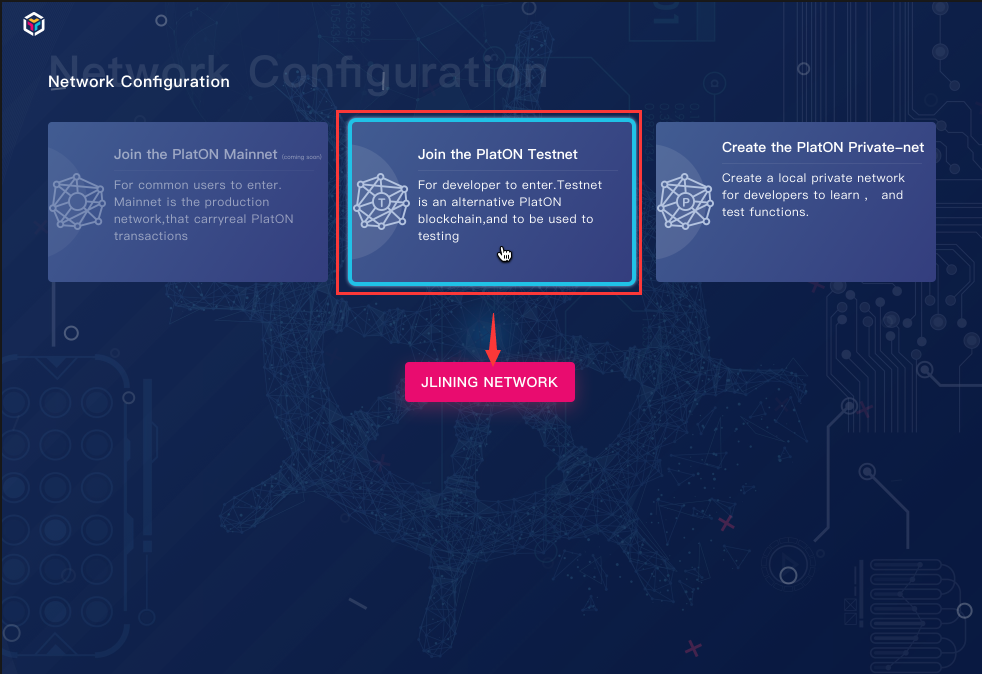 Network Configuration
Network Configuration
Join the PlatON Mainnet (coming soon)
For common users to enter.
Mainnet is the production
network,that carryreal PlatON
transactions
T
Join the PlatON Testnet
For developer to enter.Testnet
is an alternative PlatON
blockchain,and to be used to
testing
P
Create the PlatON Private-net
Create a local private network
for developers to learn ,   and
test functions.
JLINING NETWORK